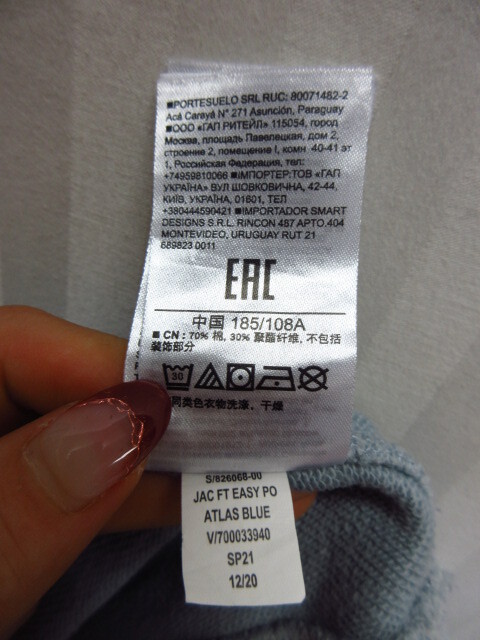 ■PORTESUELO SRL RUC: 80071482-2
Acá Carayá N° 271 Asunción, Paraguay
■ООО «ГАП РИТЕЙЛ» 115054, город
Москва, площадь Павелецкая, дом 2,
строение 2, помещение I, комн 40-41 эт
1, Российская Федерация, тел:
+74959810066 ■ІМПОРТЕР:ТОВ «ГАП
УКРАЇНА» ВУЛ ШОВКОВИЧНА, 42-44,
КИЇВ, УКРАЇНА, 01601, ТЕЛ
+380444590421 ■IMPORTADOR SMART
DESIGNS S.R.L. RINCON 487 APTO.404
MONTEVIDEO, URUGUAY RUT 21
689823 0011
EAC
中国 185/108A
■ CN: 70% 棉, 30% 聚酯纤维, 不包括
装饰部分
30
同类色衣物洗涤、干燥
S/826068-00
JAC FT EASY PO
ATLAS BLUE
V/700033940
SP21
12/20